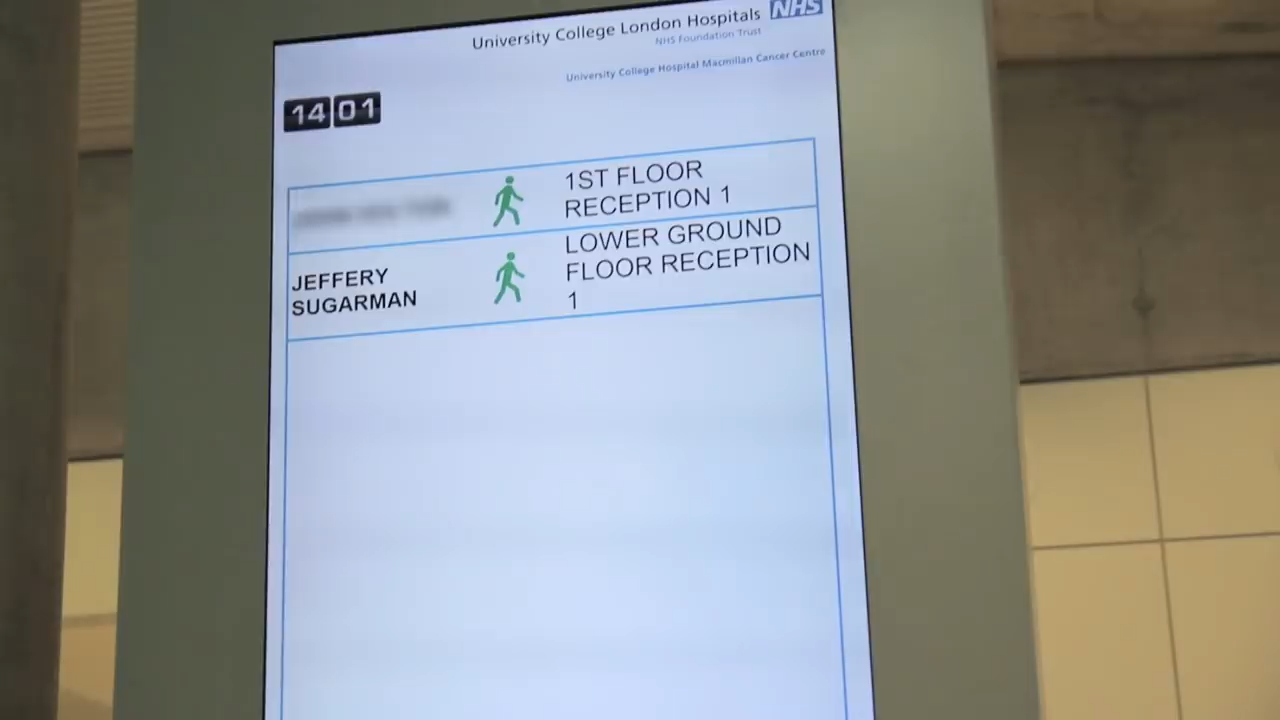 University College London Hospitals NHS
NHS Foundation Trust
University College Hospital Macmillan Cancer Centre
14 01
1ST FLOOR
RECEPTION 1
JEFFERY
SUGARMAN
LOWER GROUND
FLOOR RECEPTION
1